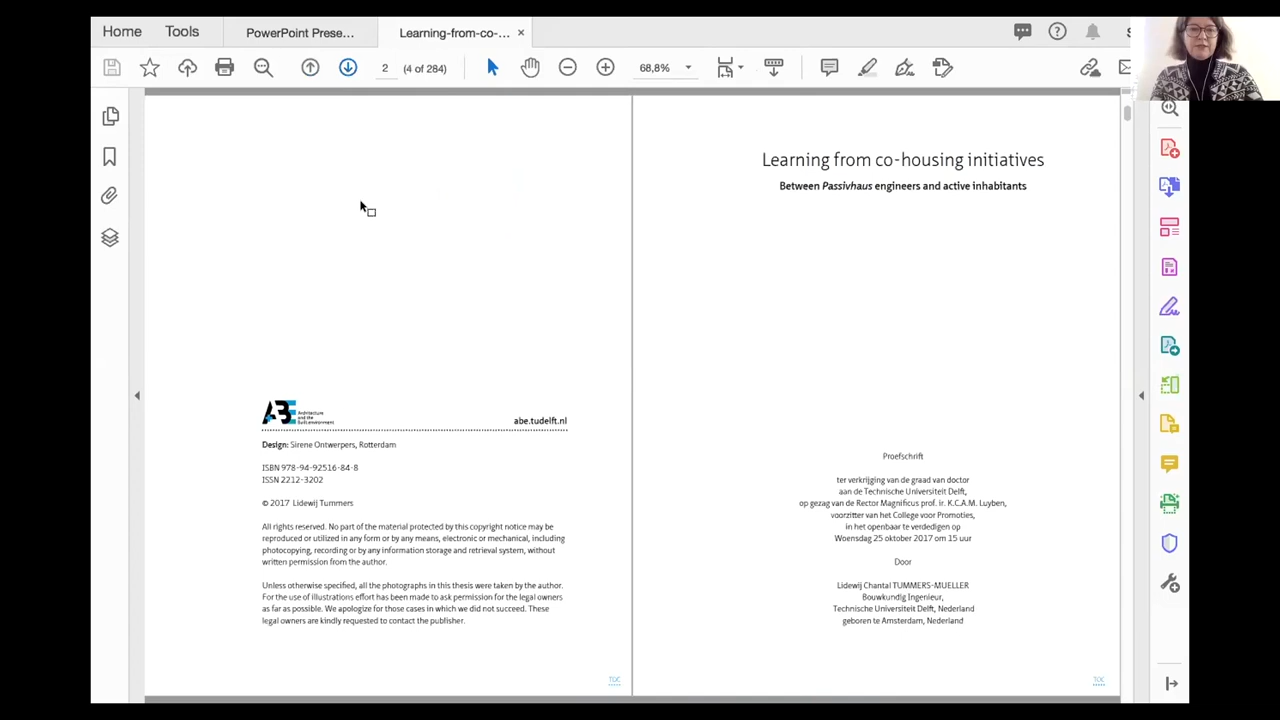 Home Tools PowerPoint Prese... Learning-from-co-... ×
2 (4 of 284) 68,8%
Architecture
and the
Built environment
abe.tudelft.nl
Design: Sirene Ontwerpers, Rotterdam
ISBN 978-94-92516-84-8
ISSN 2212-3202
© 2017 Lidewij Tummers
All rights reserved. No part of the material protected by this copyright notice may be
reproduced or utilized in any form or by any means, electronic or mechanical, including
photocopying, recording or by any information storage and retrieval system, without
written permission from the author.
Unless otherwise specified, all the photographs in this thesis were taken by the author.
For the use of illustrations effort has been made to ask permission for the legal owners
as far as possible. We apologize for those cases in which we did not succeed. These
legal owners are kindly requested to contact the publisher.
TOC
Learning from co-housing initiatives
Between Passivhaus engineers and active inhabitants
Proefschrift
ter verkrijging van de graad van doctor
aan de Technische Universiteit Delft,
op gezag van de Rector Magnificus prof. ir. K.C.A.M. Luyben,
voorzitter van het College voor Promoties,
in het openbaar te verdedigen op
Woensdag 25 oktober 2017 om 15 uur
Door
Lidewij Chantal TUMMERS-MUELLER
Bouwkundig Ingenieur,
Technische Universiteit Delft, Nederland
geboren te Amsterdam, Nederland
TOC